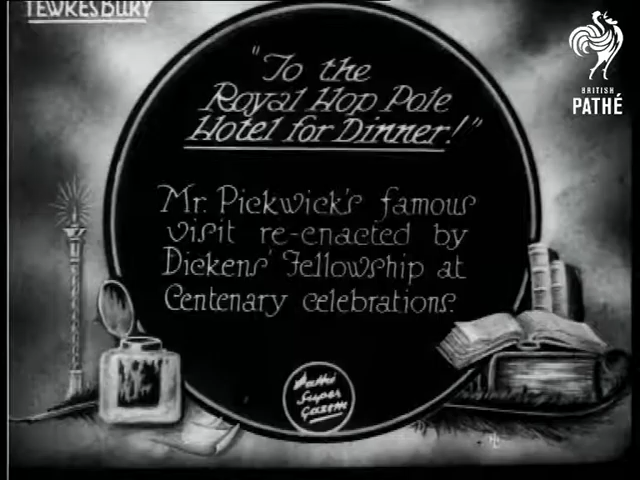 TEWKESBURY
BRITISH
PATHÉ
"To the
Royal Hop Pole
Hotel for Dinner!"
Mr. Pickwick's famous
visit re-enacted by
Dickens' Fellowship at
Centenary celebrations.
Pathé
Super
Gazette